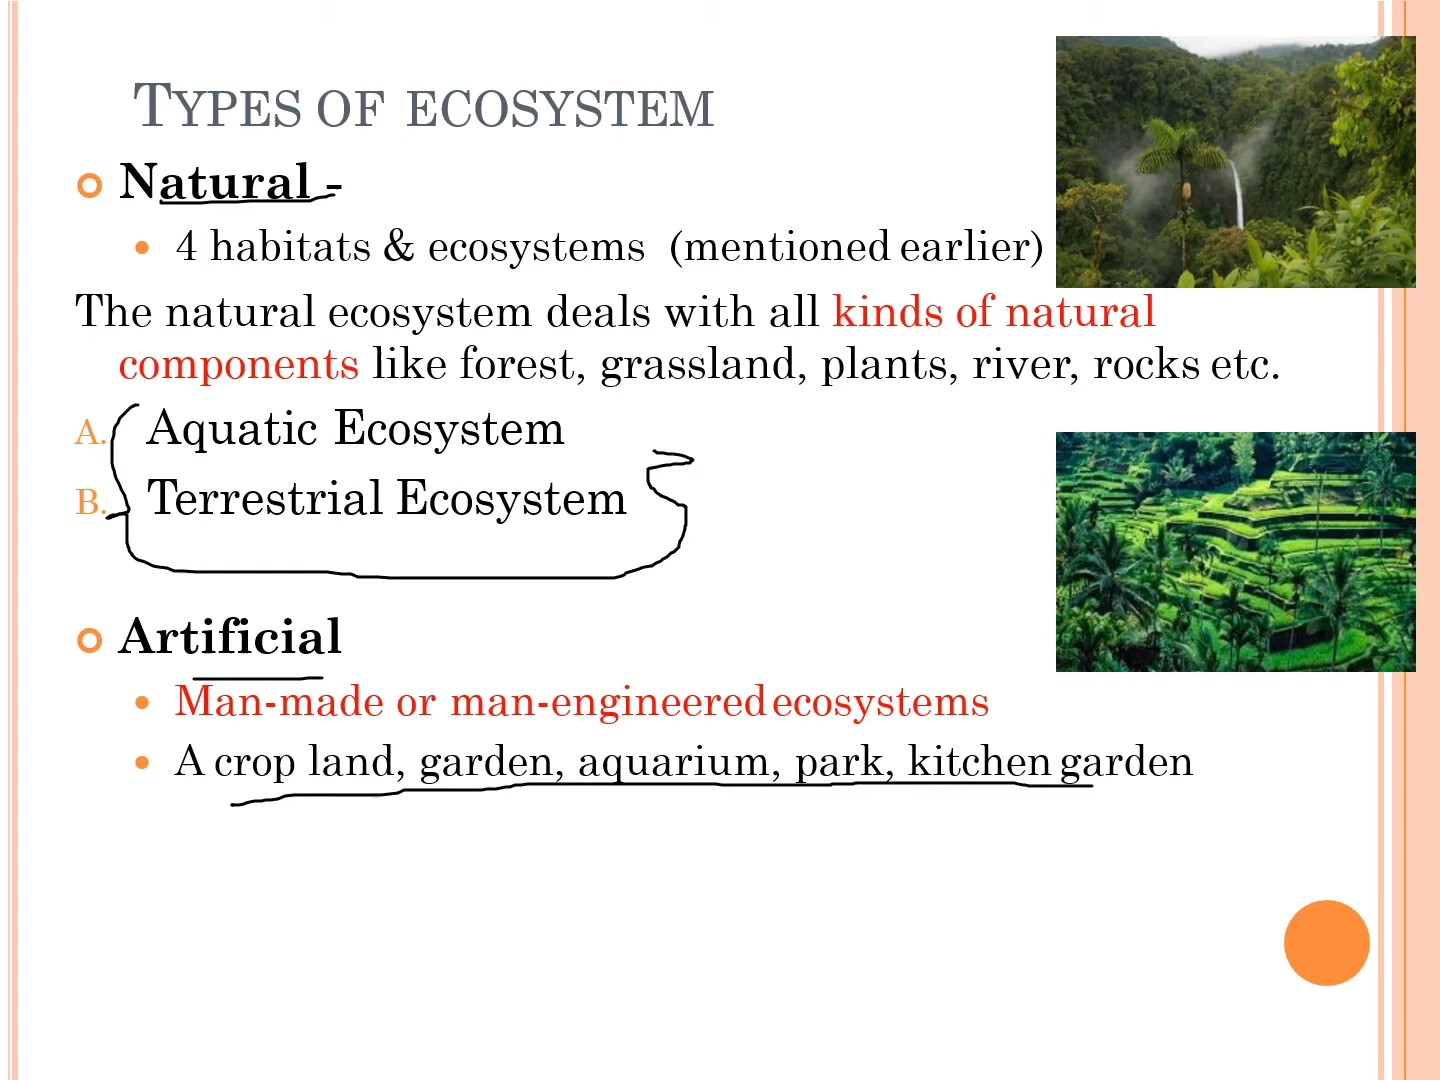 TYPES OF ECOSYSTEM
Natural -
4 habitats & ecosystems (mentioned earlier)
The natural ecosystem deals with all kinds of natural
components like forest, grassland, plants, river, rocks etc.
A. Aquatic Ecosystem
B. Terrestrial Ecosystem
Artificial
Man-made or man-engineered ecosystems
A crop land, garden, aquarium, park, kitchen garden